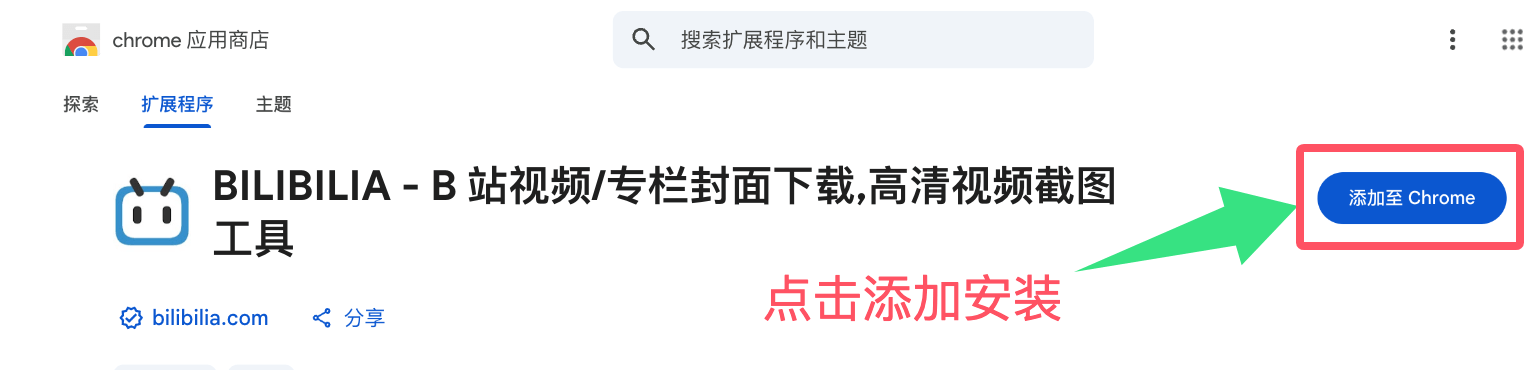 chrome 应用商店
搜索扩展程序和主题
探索
扩展程序
主题
BILIBILIA - B 站视频/专栏封面下载,高清视频截图
工具
添加至 Chrome
点击添加安装
bilibilia.com
分享